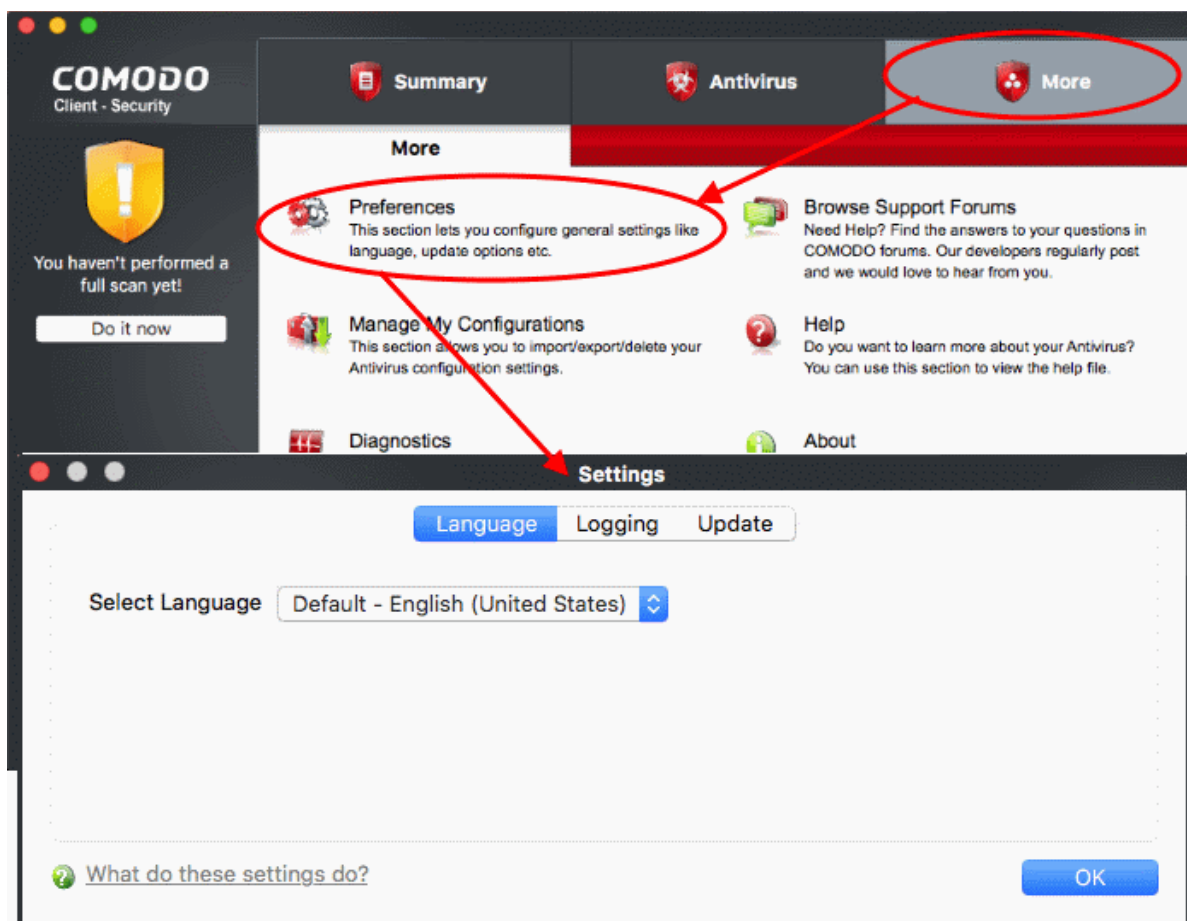 COMODO
Client - Security
Summary
Antivirus
More
More
You haven't performed a
full scan yet!
Do it now
Preferences
This section lets you configure general settings like
language, update options etc.
Browse Support Forums
Need Help? Find the answers to your questions in
COMODO forums. Our developers regularly post
and we would love to hear from you.
Manage My Configurations
This section allows you to import/export/delete your
Antivirus configuration settings.
Help
Do you want to learn more about your Antivirus?
You can use this section to view the help file.
Diagnostics
About
Settings
Language
Logging
Update
Select Language
Default - English (United States)
What do these settings do?
OK